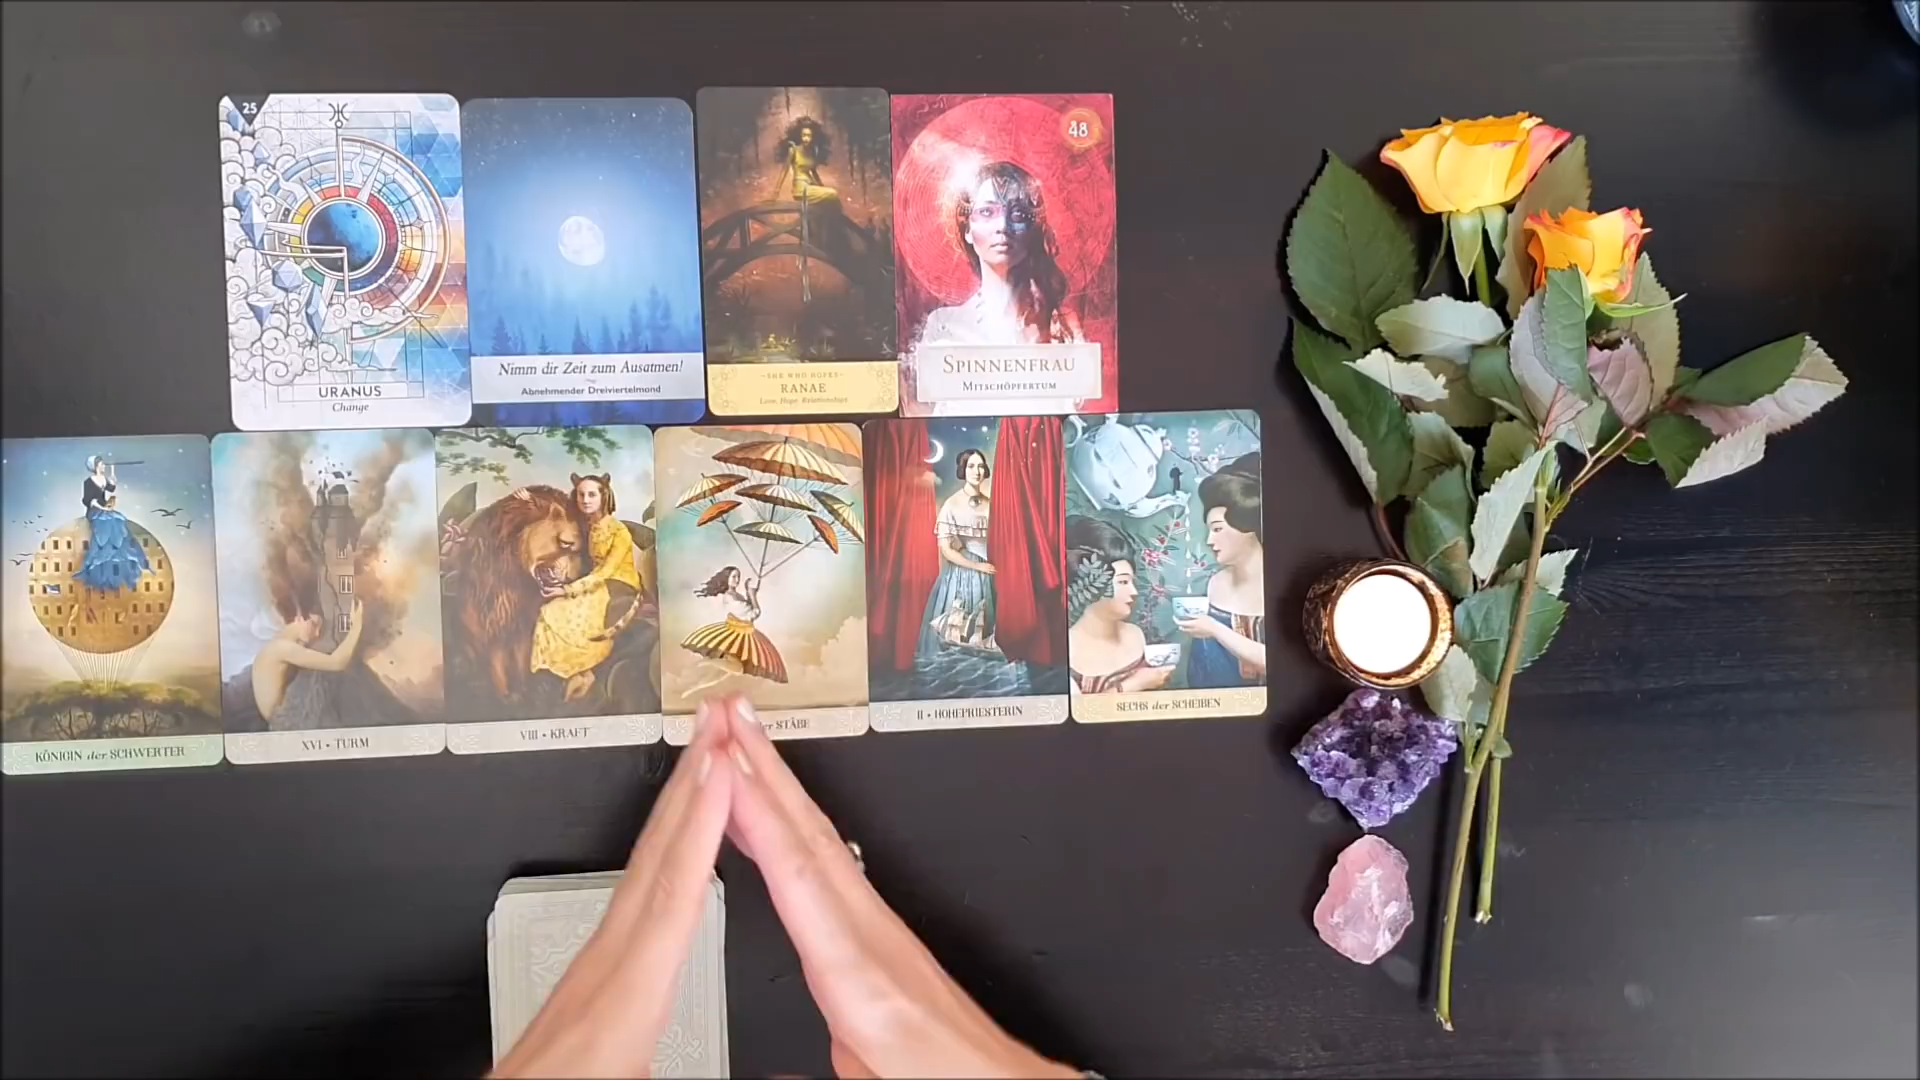 25
URANUS
Change
Nimm dir Zeit zum Ausatmen!
Abnehmender Dreiviertelmond
~SHE WHO HOPES~
RANAE
Love. Hope. Relationships
48
SPINNENFRAU
MITSCHÖPFERTUM
KÖNIGIN der SCHWERTER
XVI • TURM
VIII • KRAFT
der STÄBE
II • HOHEPRIESTERIN
SECHS der SCHEIBEN